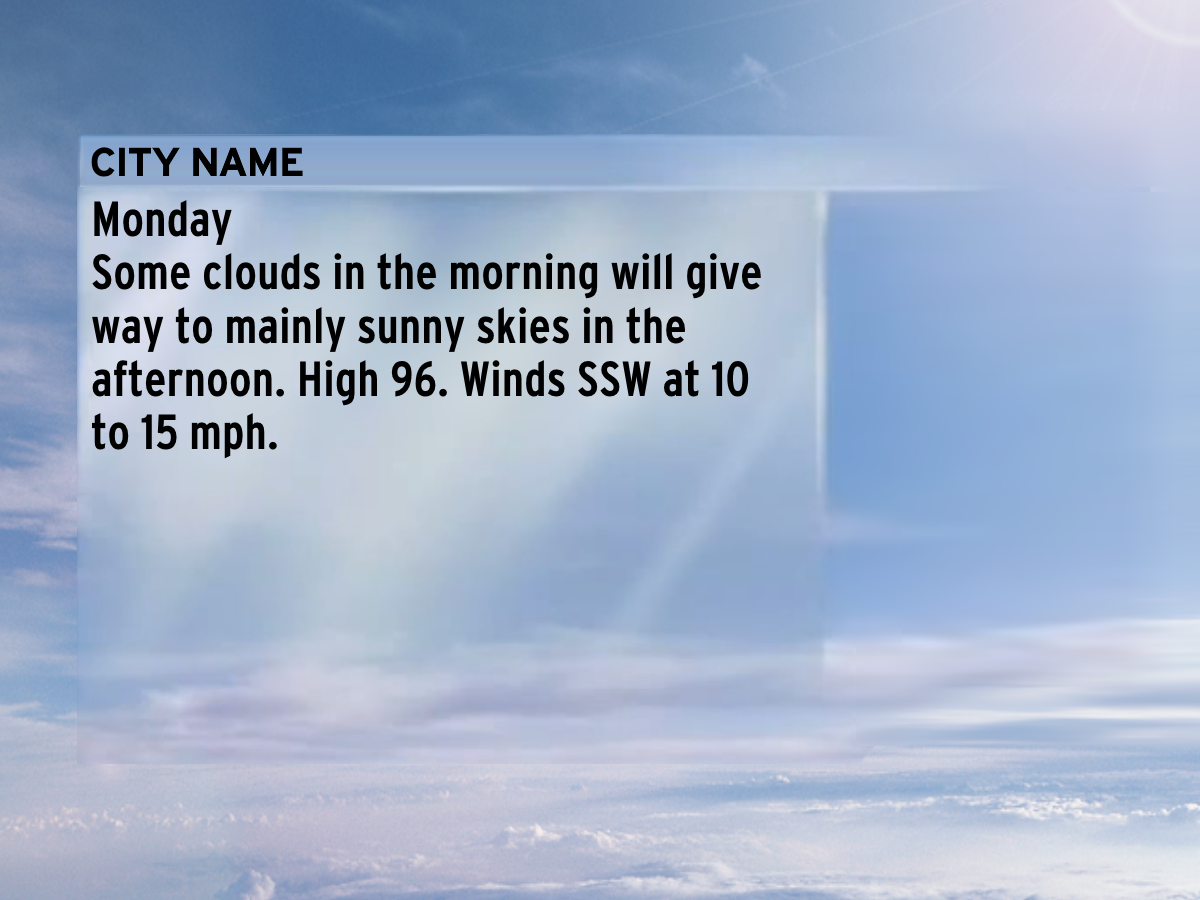 CITY NAME
Monday
Some clouds in the morning will give
way to mainly sunny skies in the
afternoon. High 96. Winds SSW at 10
to 15 mph.